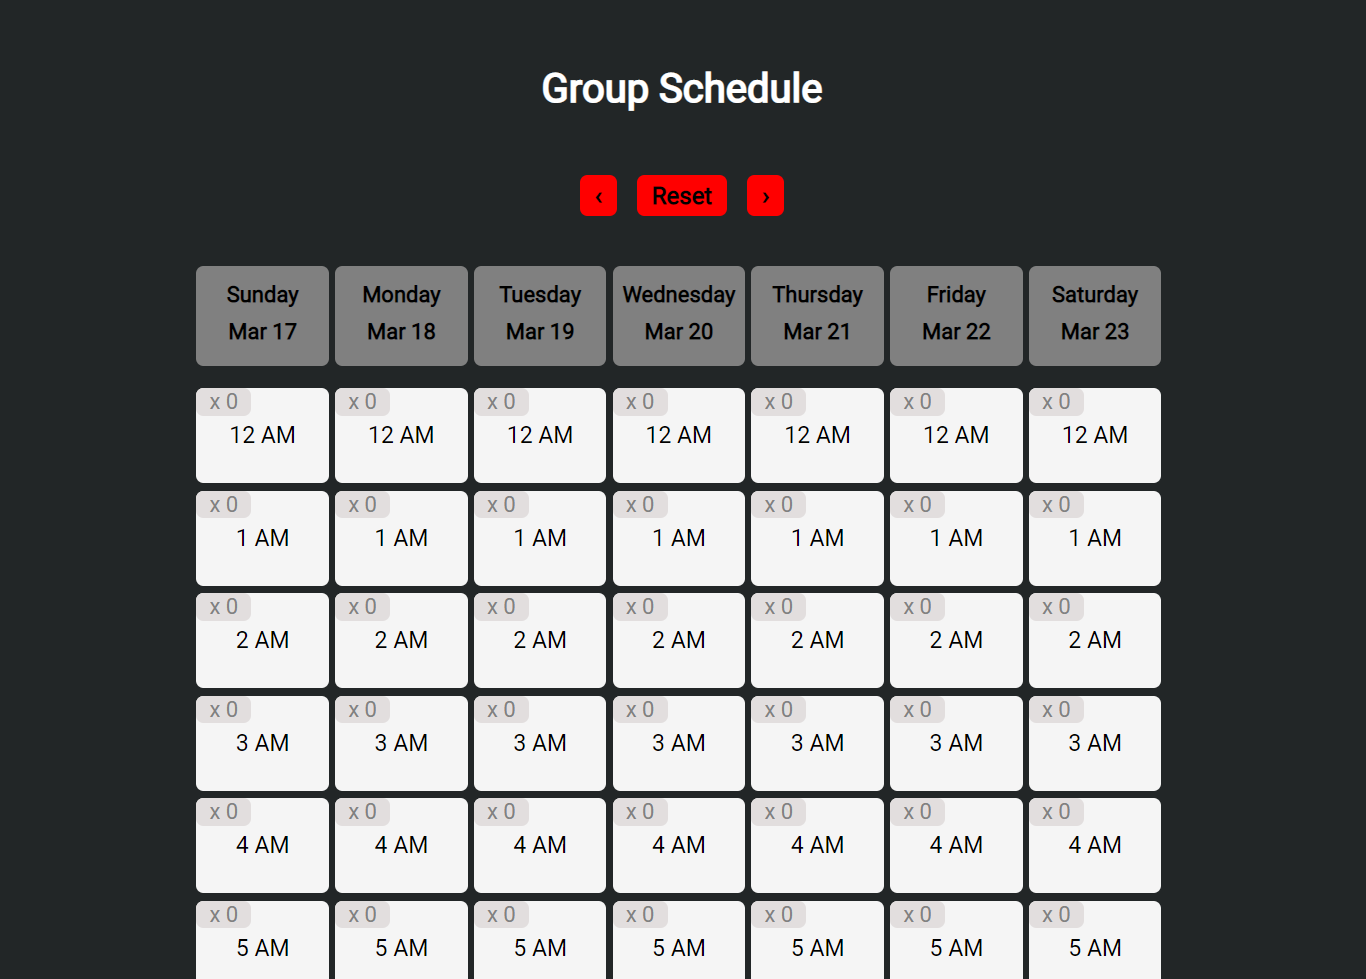 Group Schedule
‹ Reset ›
Sunday Monday Tuesday Wednesday Thursday Friday Saturday
Mar 17 Mar 18 Mar 19 Mar 20 Mar 21 Mar 22 Mar 23
x 0 x 0 x 0 x 0 x 0 x 0 x 0
12 AM 12 AM 12 AM 12 AM 12 AM 12 AM 12 AM
x 0 x 0 x 0 x 0 x 0 x 0 x 0
1 AM 1 AM 1 AM 1 AM 1 AM 1 AM 1 AM
x 0 x 0 x 0 x 0 x 0 x 0 x 0
2 AM 2 AM 2 AM 2 AM 2 AM 2 AM 2 AM
x 0 x 0 x 0 x 0 x 0 x 0 x 0
3 AM 3 AM 3 AM 3 AM 3 AM 3 AM 3 AM
x 0 x 0 x 0 x 0 x 0 x 0 x 0
4 AM 4 AM 4 AM 4 AM 4 AM 4 AM 4 AM
x 0 x 0 x 0 x 0 x 0 x 0 x 0
5 AM 5 AM 5 AM 5 AM 5 AM 5 AM 5 AM